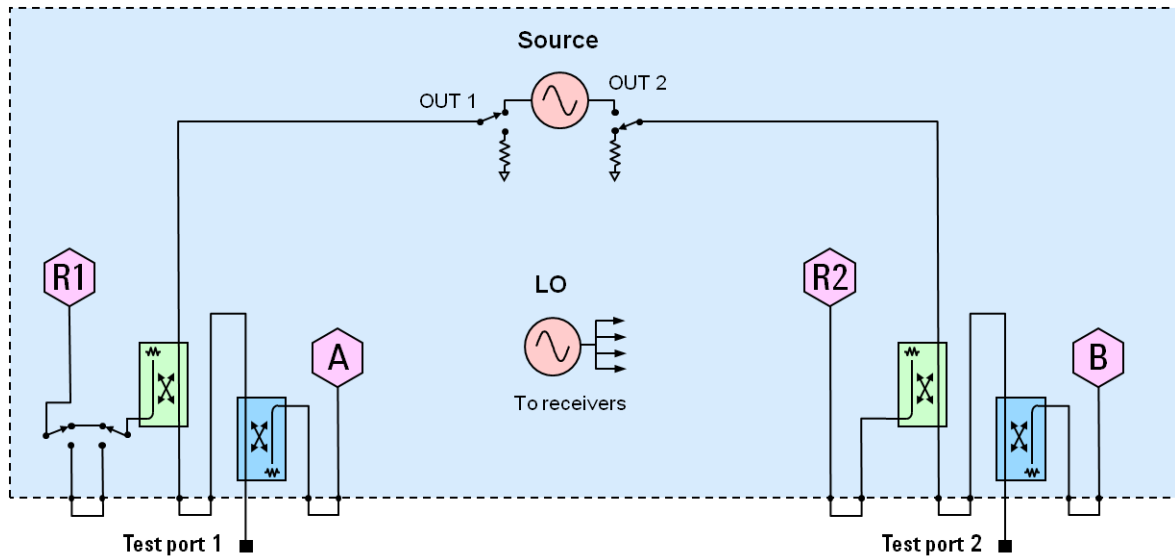 Source
OUT 1
OUT 2
R1
R2
LO
A
B
To receivers
Test port 1
Test port 2